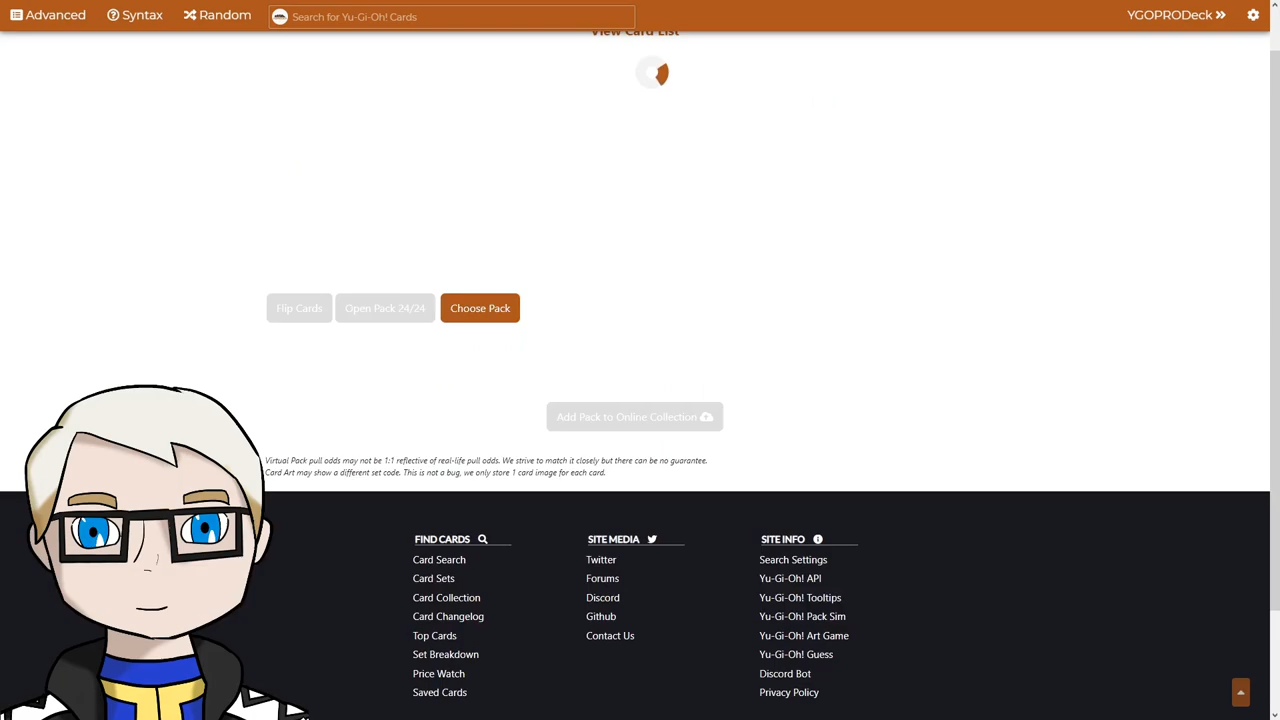 Advanced Syntax Random Search for Yu-Gi-Oh! Cards YGOPRODeck
View Card List
Flip Cards Open Pack 24/24 Choose Pack
Add Pack to Online Collection
Virtual Pack pull odds may not be 1:1 reflective of real-life pull odds. We strive to match it closely but there can be no guarantee.
Card Art may show a different set code. This is not a bug, we only store 1 card image for each card.
FIND CARDS
Card Search
Card Sets
Card Collection
Card Changelog
Top Cards
Set Breakdown
Price Watch
Saved Cards
SITE MEDIA
Twitter
Forums
Discord
Github
Contact Us
SITE INFO
Search Settings
Yu-Gi-Oh! API
Yu-Gi-Oh! Tooltips
Yu-Gi-Oh! Pack Sim
Yu-Gi-Oh! Art Game
Yu-Gi-Oh! Guess
Discord Bot
Privacy Policy